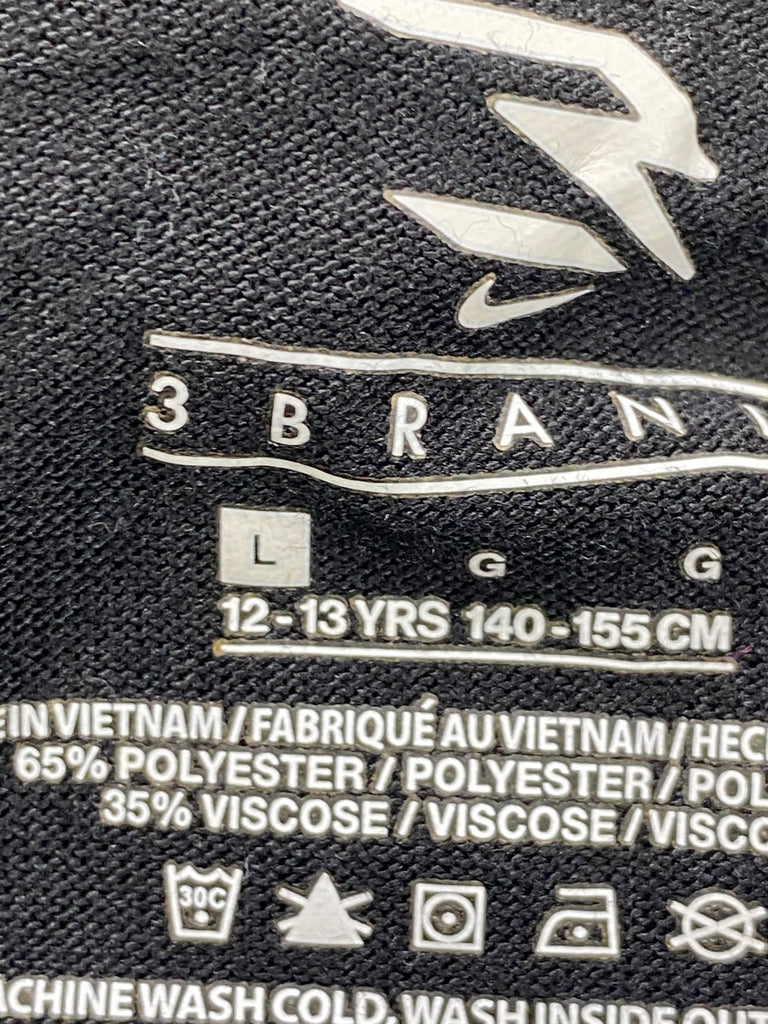 3 BRAN
L G G
12-13 YRS 140-155 CM
IN VIETNAM / FABRIQUÉ AU VIETNAM / HEC
65% POLYESTER / POLYESTER / POL
35% VISCOSE / VISCOSE / VISCO
30C
ACHINE WASH COLD, WASH INSIDE OUT